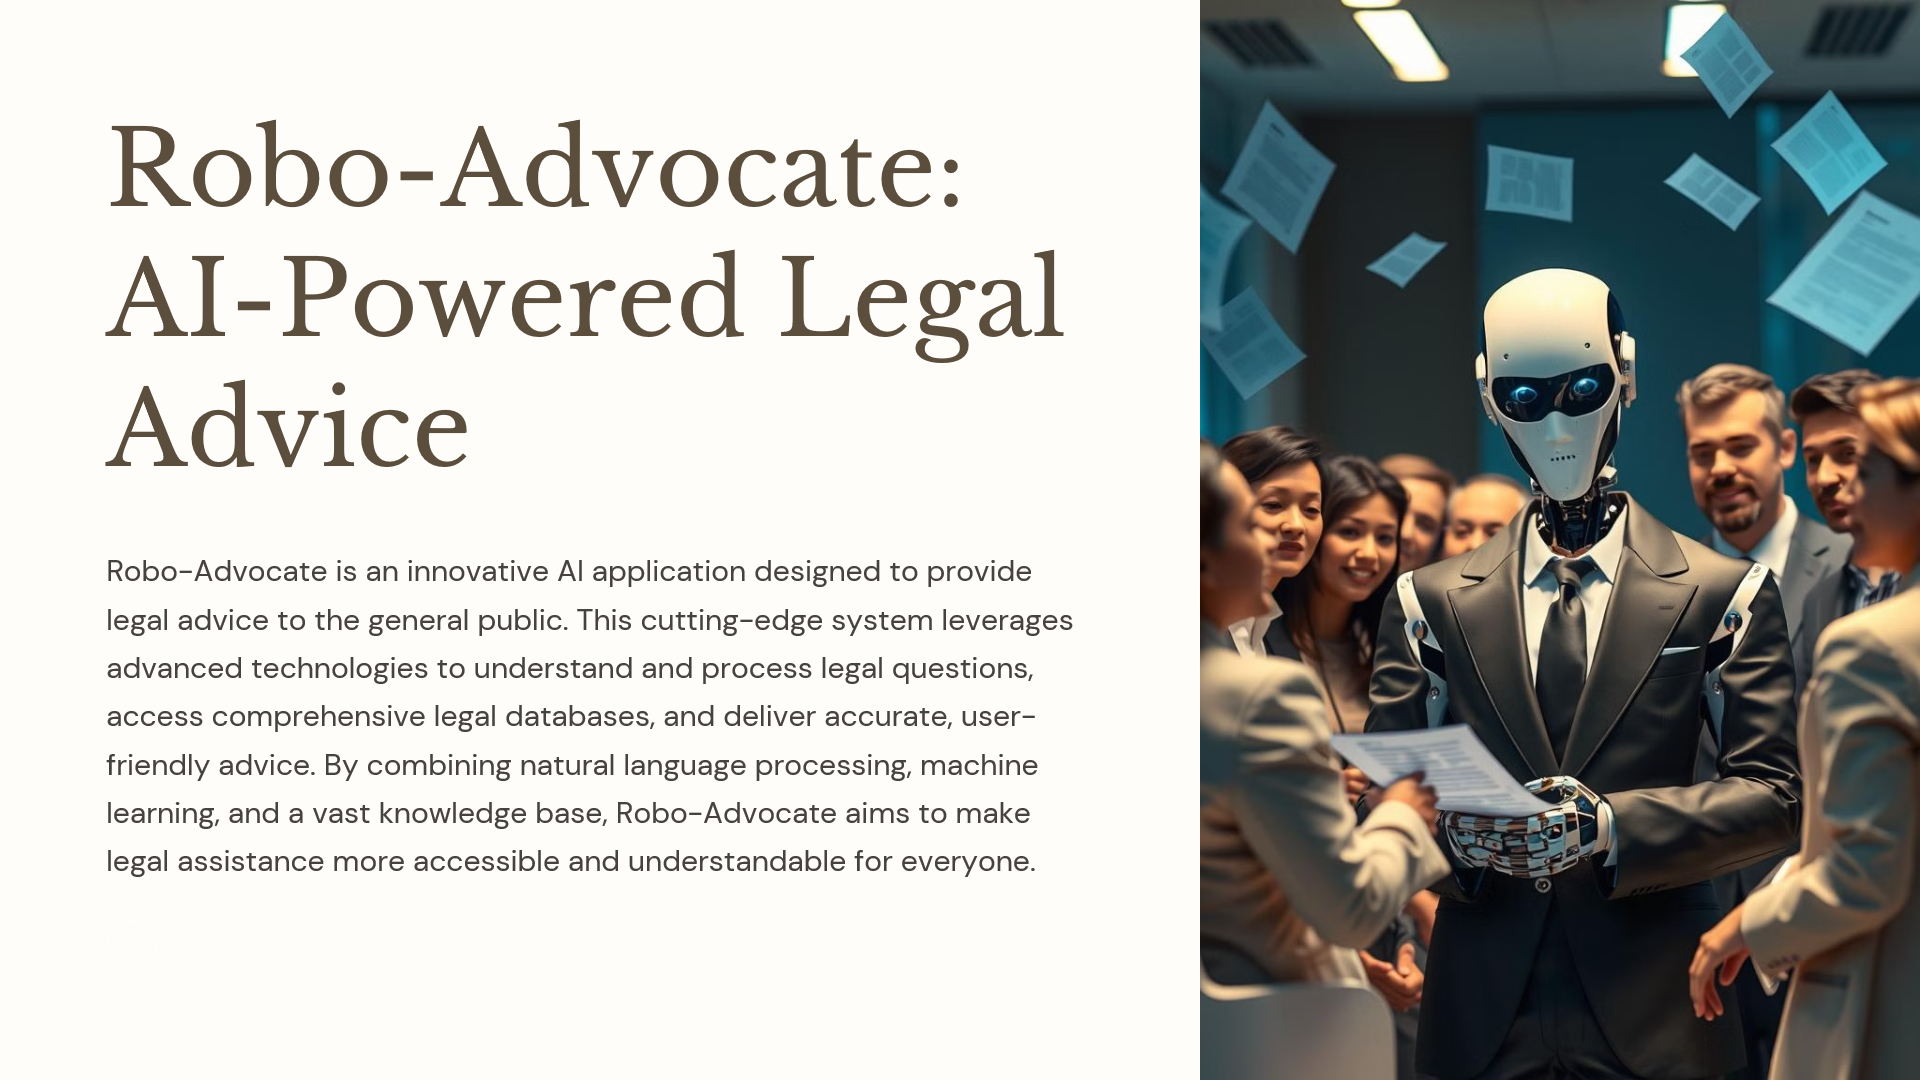 Robo-Advocate:
AI-Powered Legal
Advice
Robo-Advocate is an innovative AI application designed to provide
legal advice to the general public. This cutting-edge system leverages
advanced technologies to understand and process legal questions,
access comprehensive legal databases, and deliver accurate, user-
friendly advice. By combining natural language processing, machine
learning, and a vast knowledge base, Robo-Advocate aims to make
legal assistance more accessible and understandable for everyone.